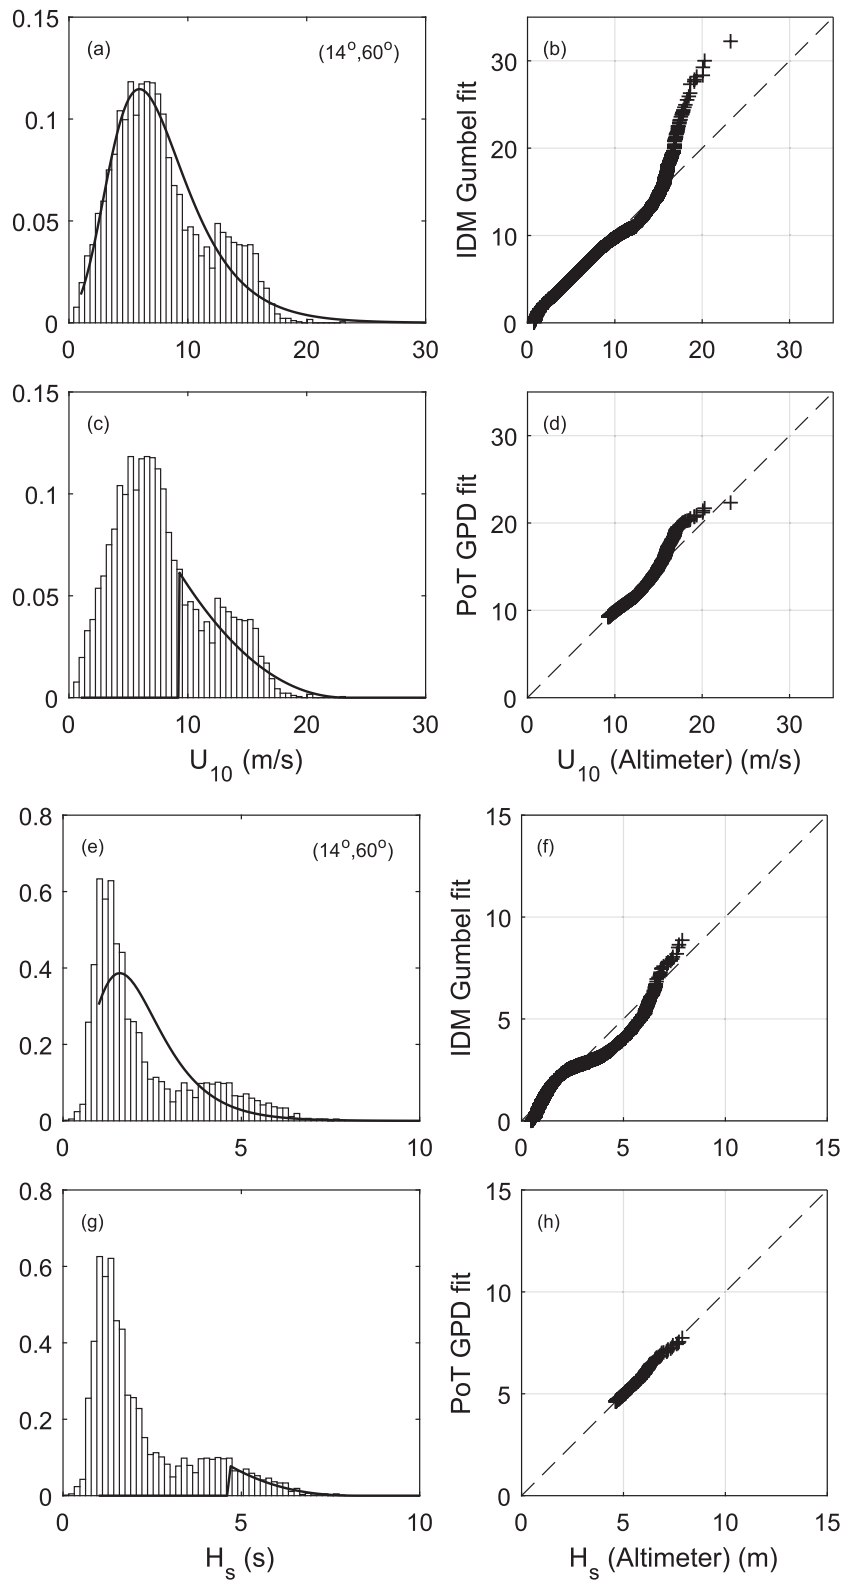 0.15
0.1
0.05
0
(a)
(14°,60°)
0 10 20 30
IDM Gumbel fit
30
20
10
0
(b)
0 10 20 30
0.15
0.1
0.05
0
(c)
0 10 20 30
U10 (m/s)
PoT GPD fit
30
20
10
0
(d)
0 10 20 30
U10 (Altimeter) (m/s)
0.8
0.6
0.4
0.2
0
(e)
(14°,60°)
0 5 10
IDM Gumbel fit
15
10
5
0
(f)
0 5 10 15
0.8
0.6
0.4
0.2
0
(g)
0 5 10
Hs (s)
PoT GPD fit
15
10
5
0
(h)
0 5 10 15
Hs (Altimeter) (m)